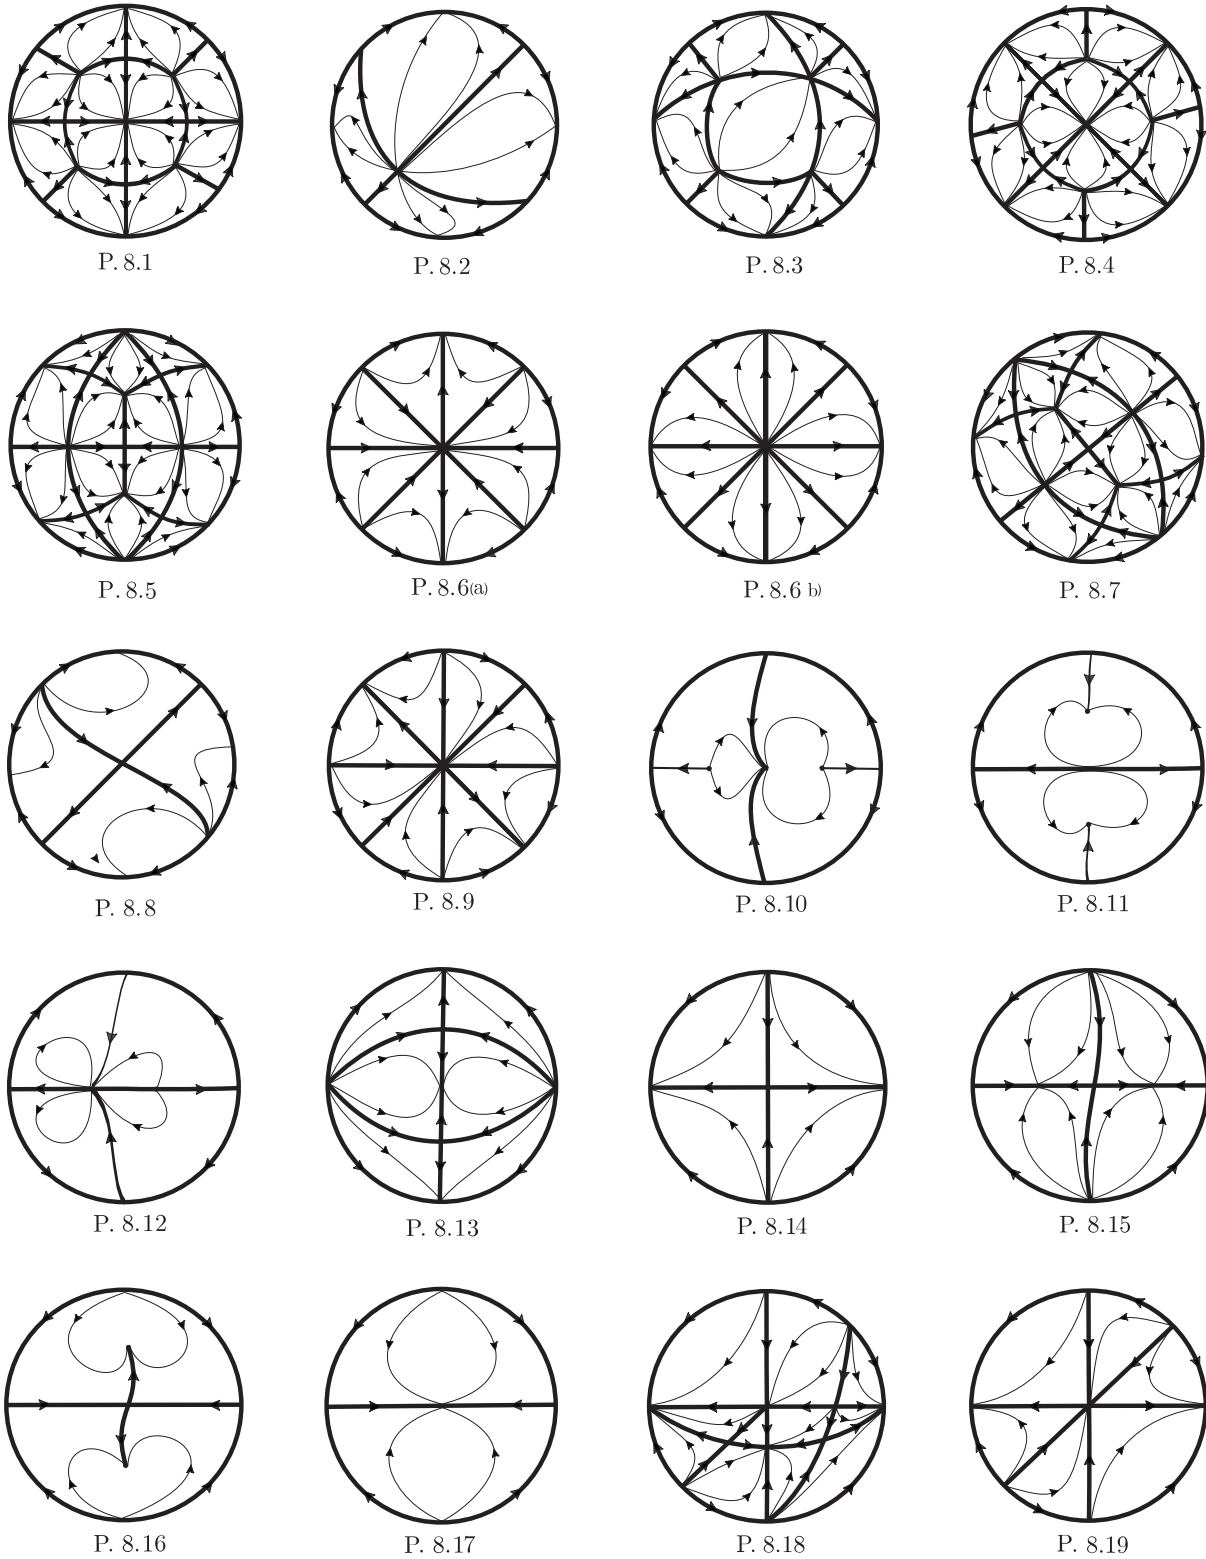 P. 8.1 P. 8.2 P. 8.3 P. 8.4
P. 8.5 P. 8.6(a) P. 8.6 b) P. 8.7
P. 8.8 P. 8.9 P. 8.10 P. 8.11
P. 8.12 P. 8.13 P. 8.14 P. 8.15
P. 8.16 P. 8.17 P. 8.18 P. 8.19